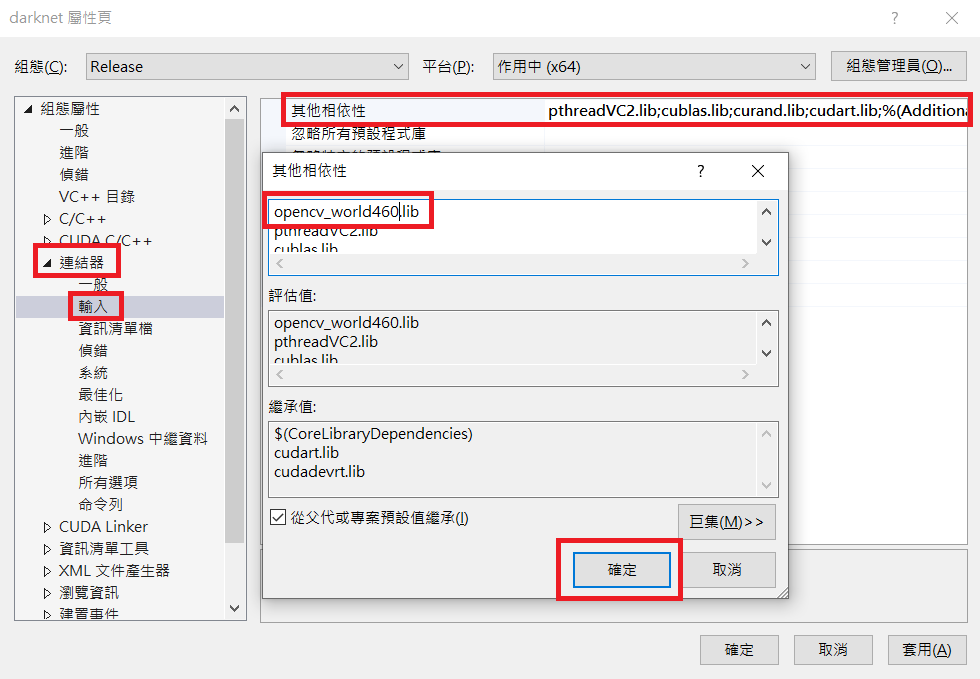 darknet 屬性頁
組態(C):
Release
平台(P):
作用中 (x64)
組態管理員(O)...
組態屬性
一般
進階
偵錯
VC++ 目錄
C/C++
CUDA C/C++
連結器
一般
輸入
資訊清單檔
偵錯
系統
最佳化
內嵌 IDL
Windows 中繼資料
進階
所有選項
命令列
CUDA Linker
資訊清單工具
XML 文件產生器
瀏覽資訊
建置事件
其他相依性
pthreadVC2.lib;cublas.lib;curand.lib;cudart.lib;%(Additiona
忽略所有預設程式庫
其他相依性
opencv_world460.lib
pthreadVC2.lib
cublas.lib
評估值:
opencv_world460.lib
pthreadVC2.lib
cublas.lib
繼承值:
$(CoreLibraryDependencies)
cudart.lib
cudadevrt.lib
從父代或專案預設值繼承(I)
巨集(M)>>
確定
取消
確定
取消
套用(A)